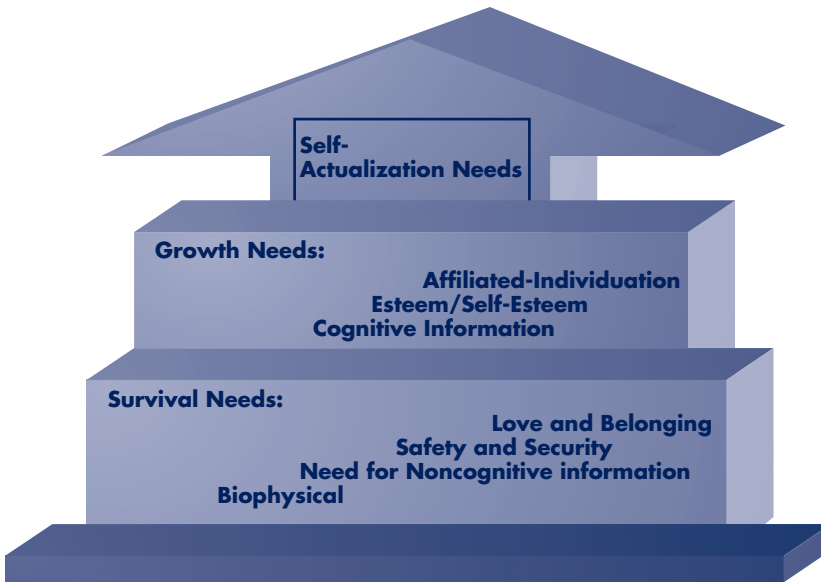 Self-
Actualization Needs
Growth Needs:
Affiliated-Individuation
Esteem/Self-Esteem
Cognitive Information
Survival Needs:
Love and Belonging
Safety and Security
Need for Noncognitive information
Biophysical